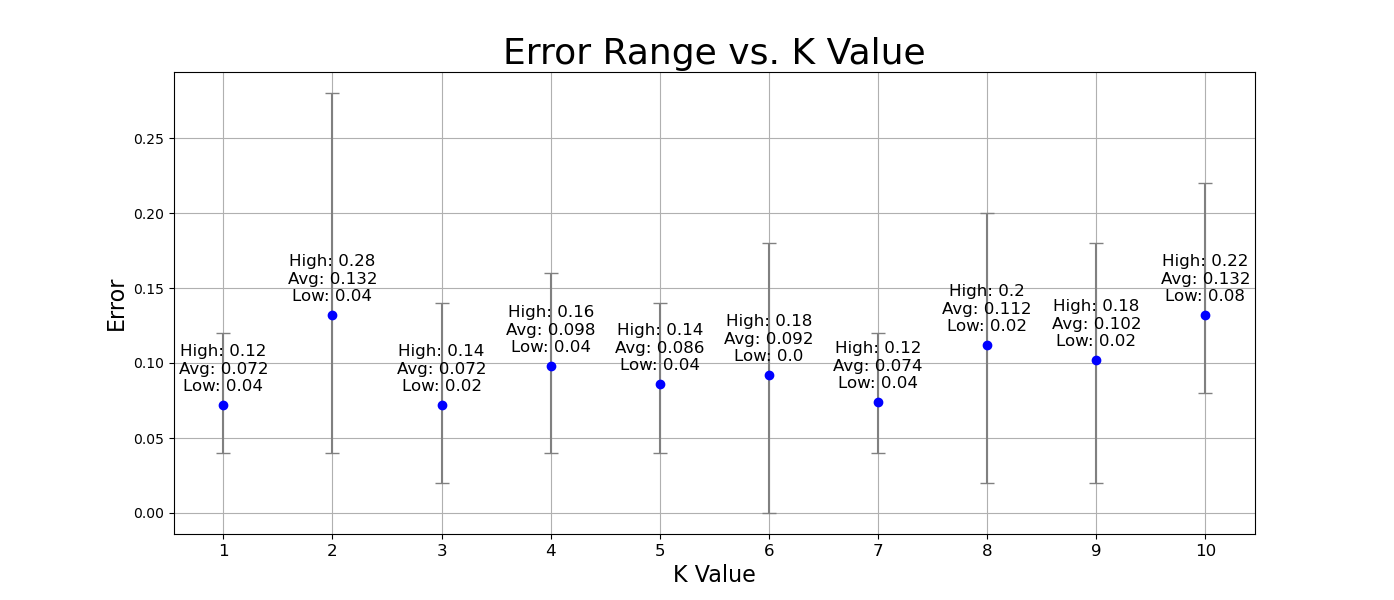 Error Range vs. K Value
Error
0.25
0.20
0.15
0.10
0.05
0.00
High: 0.12
Avg: 0.072
Low: 0.04
High: 0.28
Avg: 0.132
Low: 0.04
High: 0.14
Avg: 0.072
Low: 0.02
High: 0.16
Avg: 0.098
Low: 0.04
High: 0.14
Avg: 0.086
Low: 0.04
High: 0.18
Avg: 0.092
Low: 0.0
High: 0.12
Avg: 0.074
Low: 0.04
High: 0.2
Avg: 0.112
Low: 0.02
High: 0.18
Avg: 0.102
Low: 0.02
High: 0.22
Avg: 0.132
Low: 0.08
1 2 3 4 5 6 7 8 9 10
K Value